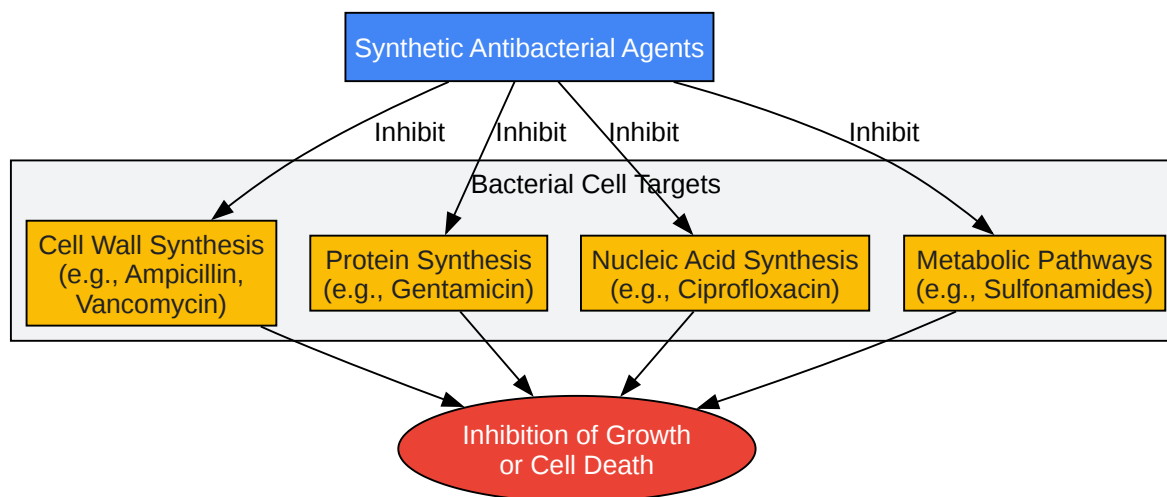 Synthetic Antibacterial Agents
Inhibit
Inhibit
Inhibit
Inhibit
Bacterial Cell Targets
Cell Wall Synthesis
(e.g., Ampicillin,
Vancomycin)
Protein Synthesis
(e.g., Gentamicin)
Nucleic Acid Synthesis
(e.g., Ciprofloxacin)
Metabolic Pathways
(e.g., Sulfonamides)
Inhibition of Growth
or Cell Death